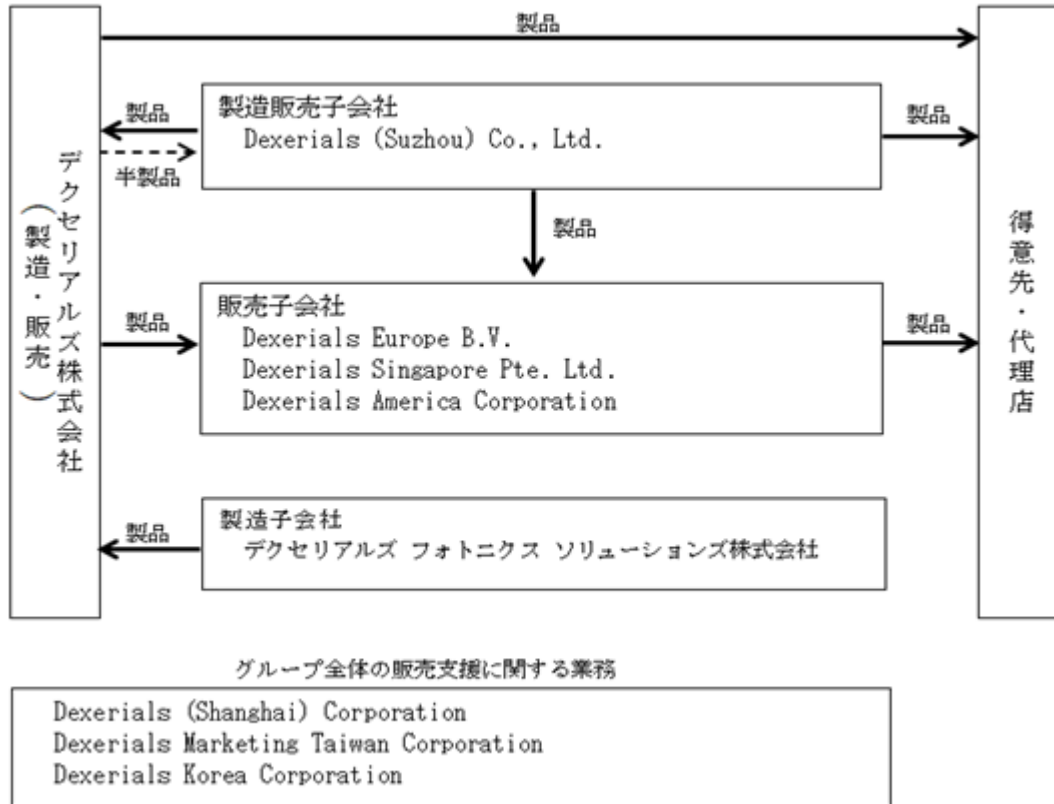 製品
デクセリアルズ株式会社
(製造・販売)
製品
半製品
製造販売子会社
Dexerials (Suzhou) Co., Ltd.
製品
製品
得意先・代理店
製品
販売子会社
Dexerials Europe B.V.
Dexerials Singapore Pte. Ltd.
Dexerials America Corporation
製品
製品
製造子会社
デクセリアルズ フォトニクス ソリューションズ株式会社
グループ全体の販売支援に関する業務
Dexerials (Shanghai) Corporation
Dexerials Marketing Taiwan Corporation
Dexerials Korea Corporation